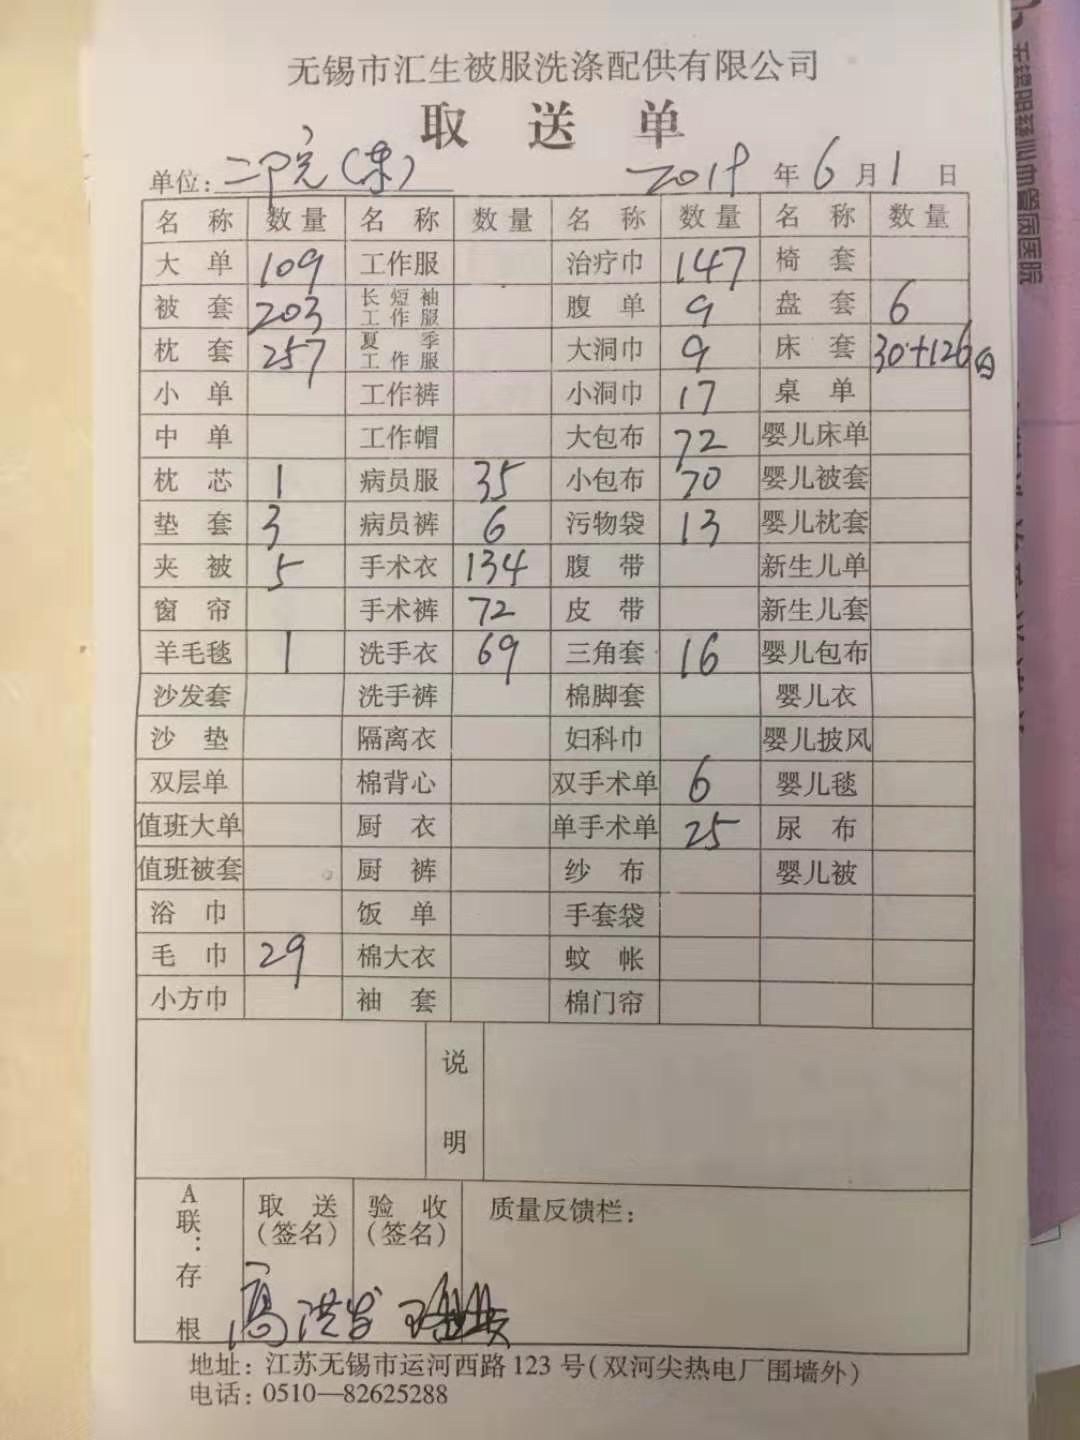 无锡市汇生被服洗涤配供有限公司
取送单
单位：二院(东) 2019年6月1日
名称 数量 名称 数量 名称 数量 名称 数量
大单 109 工作服 治疗巾 147 椅套
被套 203 长短袖工作服 腹单 9 盘套 6
枕套 257 夏季工作服 大洞巾 9 床套 30+126
小单 工作裤 小洞巾 17 桌单
中单 工作帽 大包布 72 婴儿床单
枕芯 1 病员服 35 小包布 70 婴儿被套
垫套 3 病员裤 6 污物袋 13 婴儿枕套
夹被 5 手术衣 134 腹带 新生儿单
窗帘 手术裤 72 皮带 新生儿套
羊毛毯 1 洗手衣 69 三角套 16 婴儿包布
沙发套 洗手裤 棉脚套 婴儿衣
沙垫 隔离衣 妇科巾 婴儿披风
双层单 棉背心 双手术单 6 婴儿毯
值班大单 厨衣 单手术单 25 尿布
值班被套 厨裤 纱布 婴儿被
浴巾 饭单 手套袋
毛巾 29 棉大衣 蚊帐
小方巾 袖套 棉门帘
说明
A联：存根
取送(签名) 验收(签名) 质量反馈栏：
高洪发
地址：江苏无锡市运河西路123号(双河尖热电厂围墙外)
电话：0510—82625288